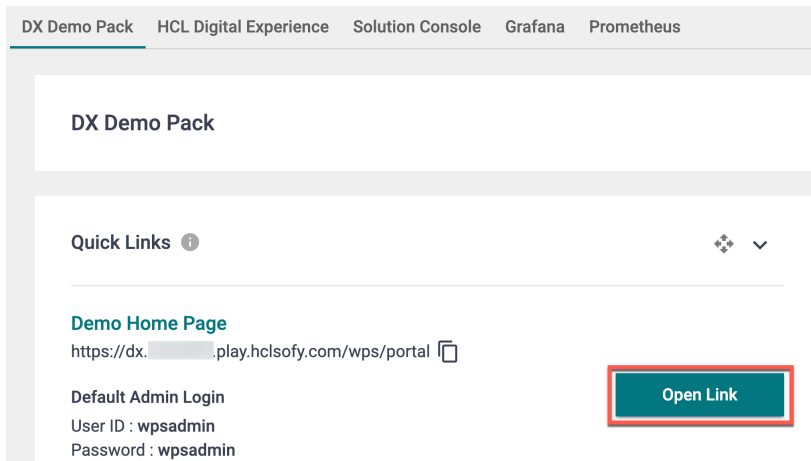 DX Demo Pack HCL Digital Experience Solution Console Grafana Prometheus
DX Demo Pack
Quick Links
Demo Home Page
https://dx. .play.hclsofy.com/wps/portal
Default Admin Login
Open Link
User ID : wpsadmin
Password : wpsadmin